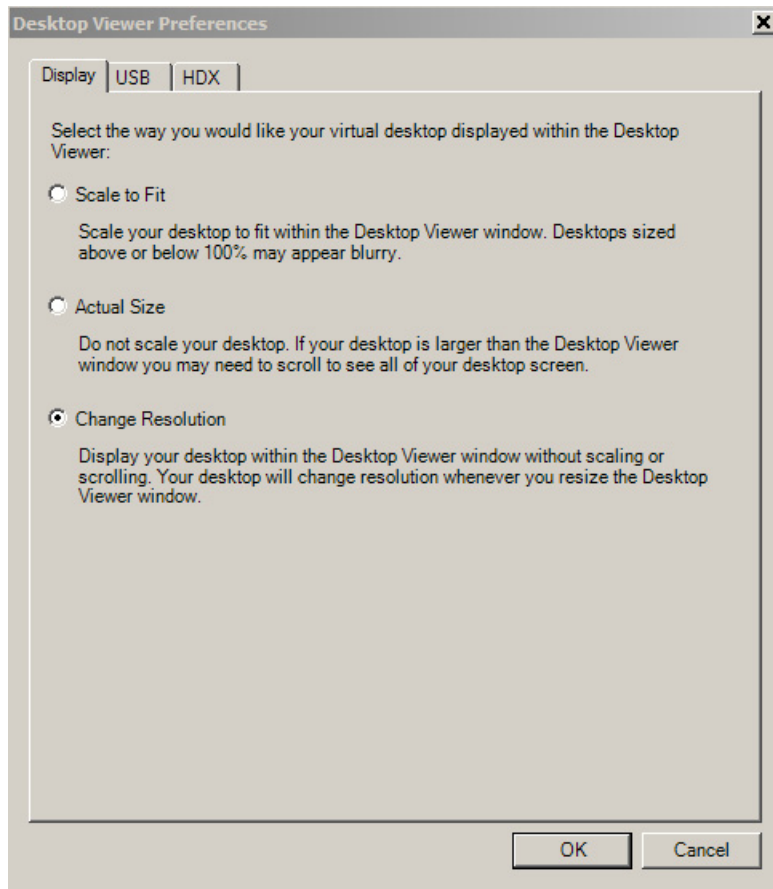 Desktop Viewer Preferences
Display USB HDX
Select the way you would like your virtual desktop displayed within the Desktop
Viewer:
Scale to Fit
Scale your desktop to fit within the Desktop Viewer window. Desktops sized
above or below 100% may appear blurry.
Actual Size
Do not scale your desktop. If your desktop is larger than the Desktop Viewer
window you may need to scroll to see all of your desktop screen.
Change Resolution
Display your desktop within the Desktop Viewer window without scaling or
scrolling. Your desktop will change resolution whenever you resize the Desktop
Viewer window.
OK Cancel